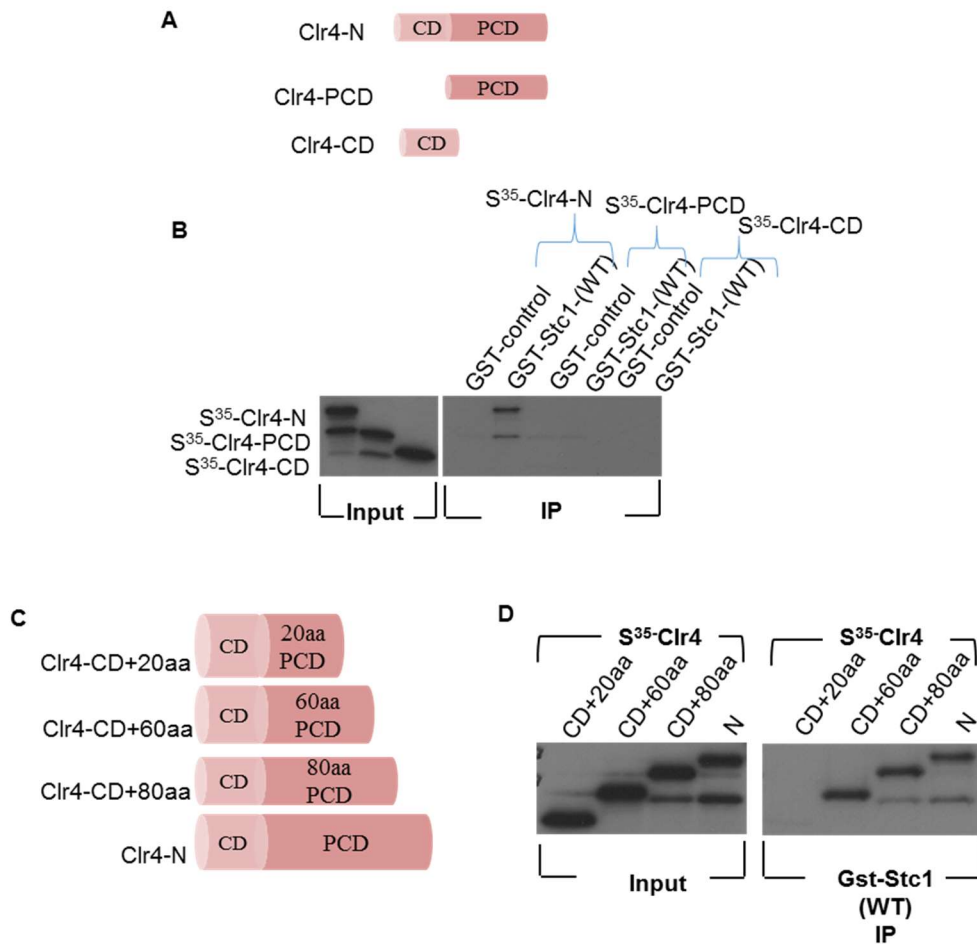 A
Clr4-N
CD
PCD
Clr4-PCD
PCD
Clr4-CD
CD
B
S³⁵-Clr4-N
S³⁵-Clr4-PCD
S³⁵-Clr4-CD
GST-control
GST-Stc1-(WT)
GST-control
GST-Stc1-(WT)
GST-control
GST-Stc1-(WT)
S³⁵-Clr4-N
S³⁵-Clr4-PCD
S³⁵-Clr4-CD
Input
IP
C
Clr4-CD+20aa
CD
20aa
PCD
Clr4-CD+60aa
CD
60aa
PCD
Clr4-CD+80aa
CD
80aa
PCD
Clr4-N
CD
PCD
D
S³⁵-Clr4
CD+20aa
CD+60aa
CD+80aa
N
Input
S³⁵-Clr4
CD+20aa
CD+60aa
CD+80aa
N
Gst-Stc1
(WT)
IP